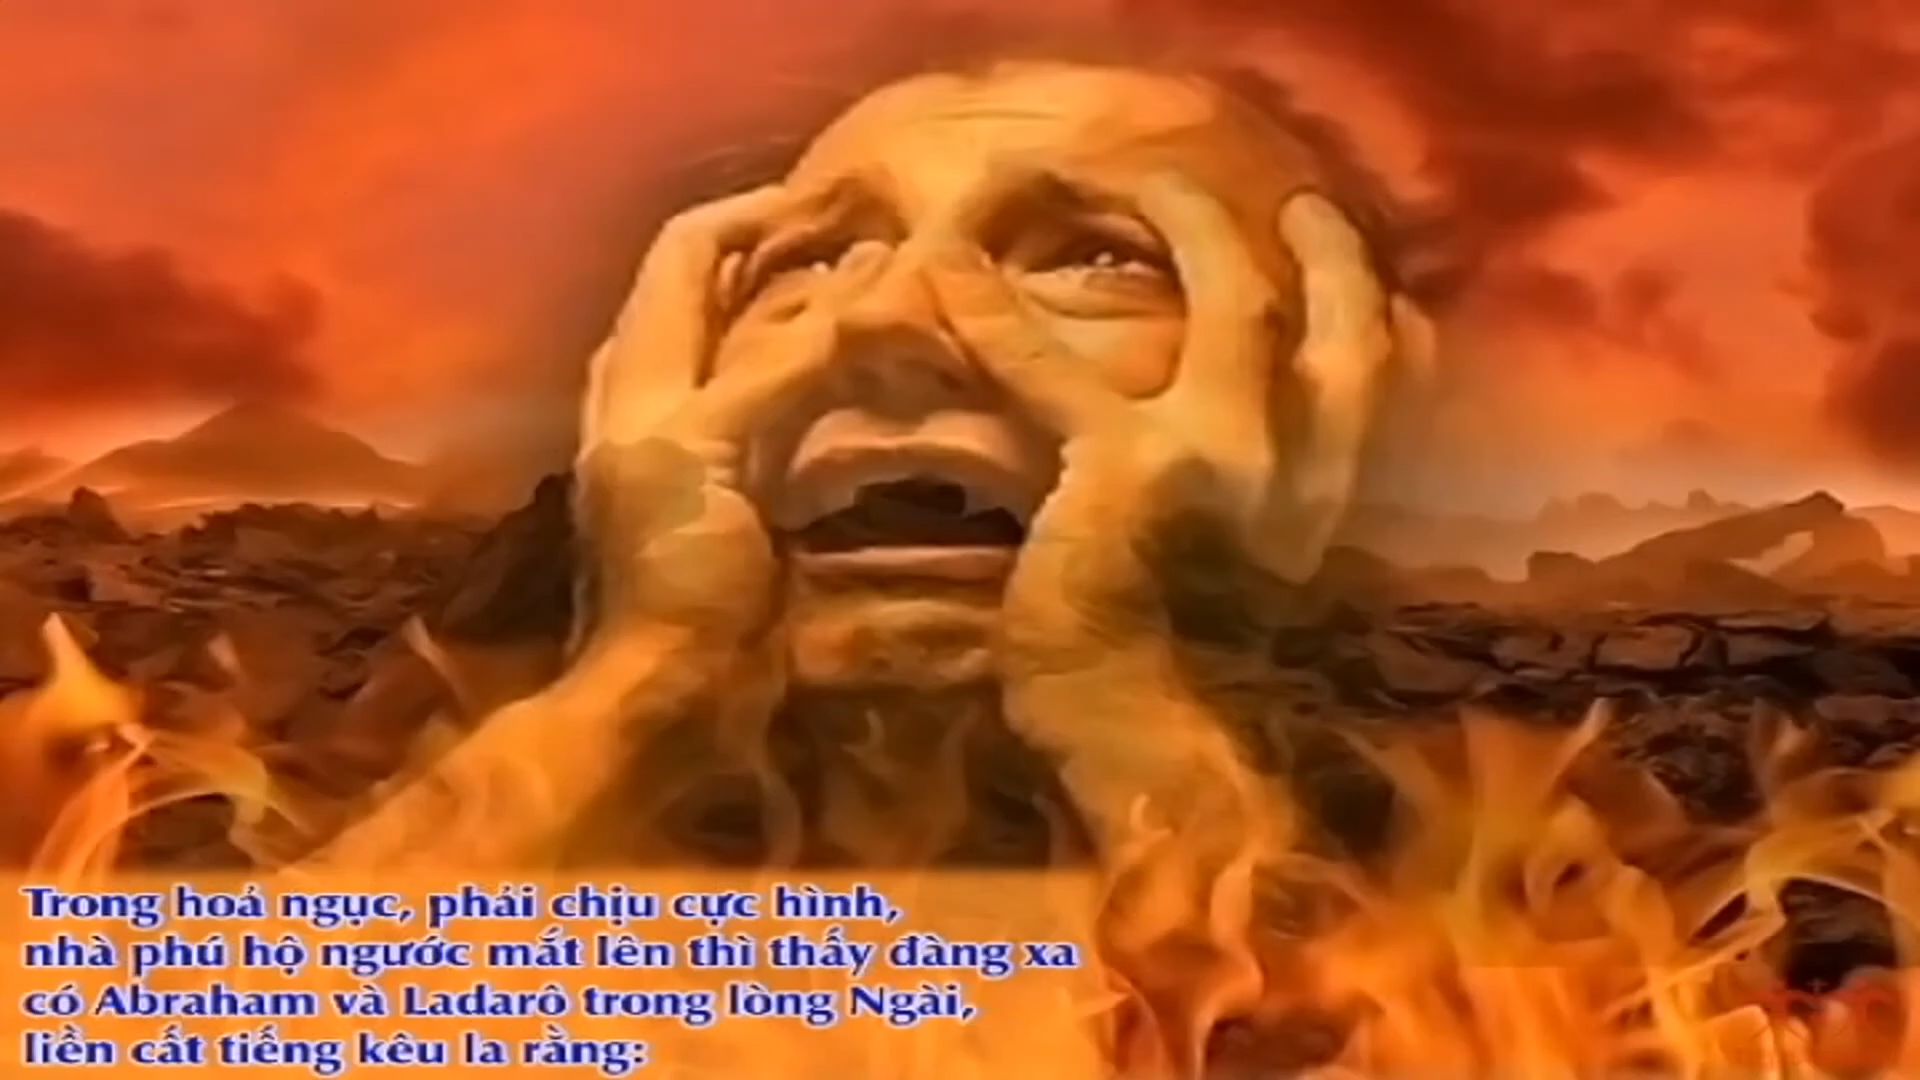 Trong hoả ngục, phải chịu cực hình,
nhà phú hộ ngước mắt lên thì thấy đàng xa
có Abraham và Ladarô trong lòng Ngài,
liền cất tiếng kêu la rằng: